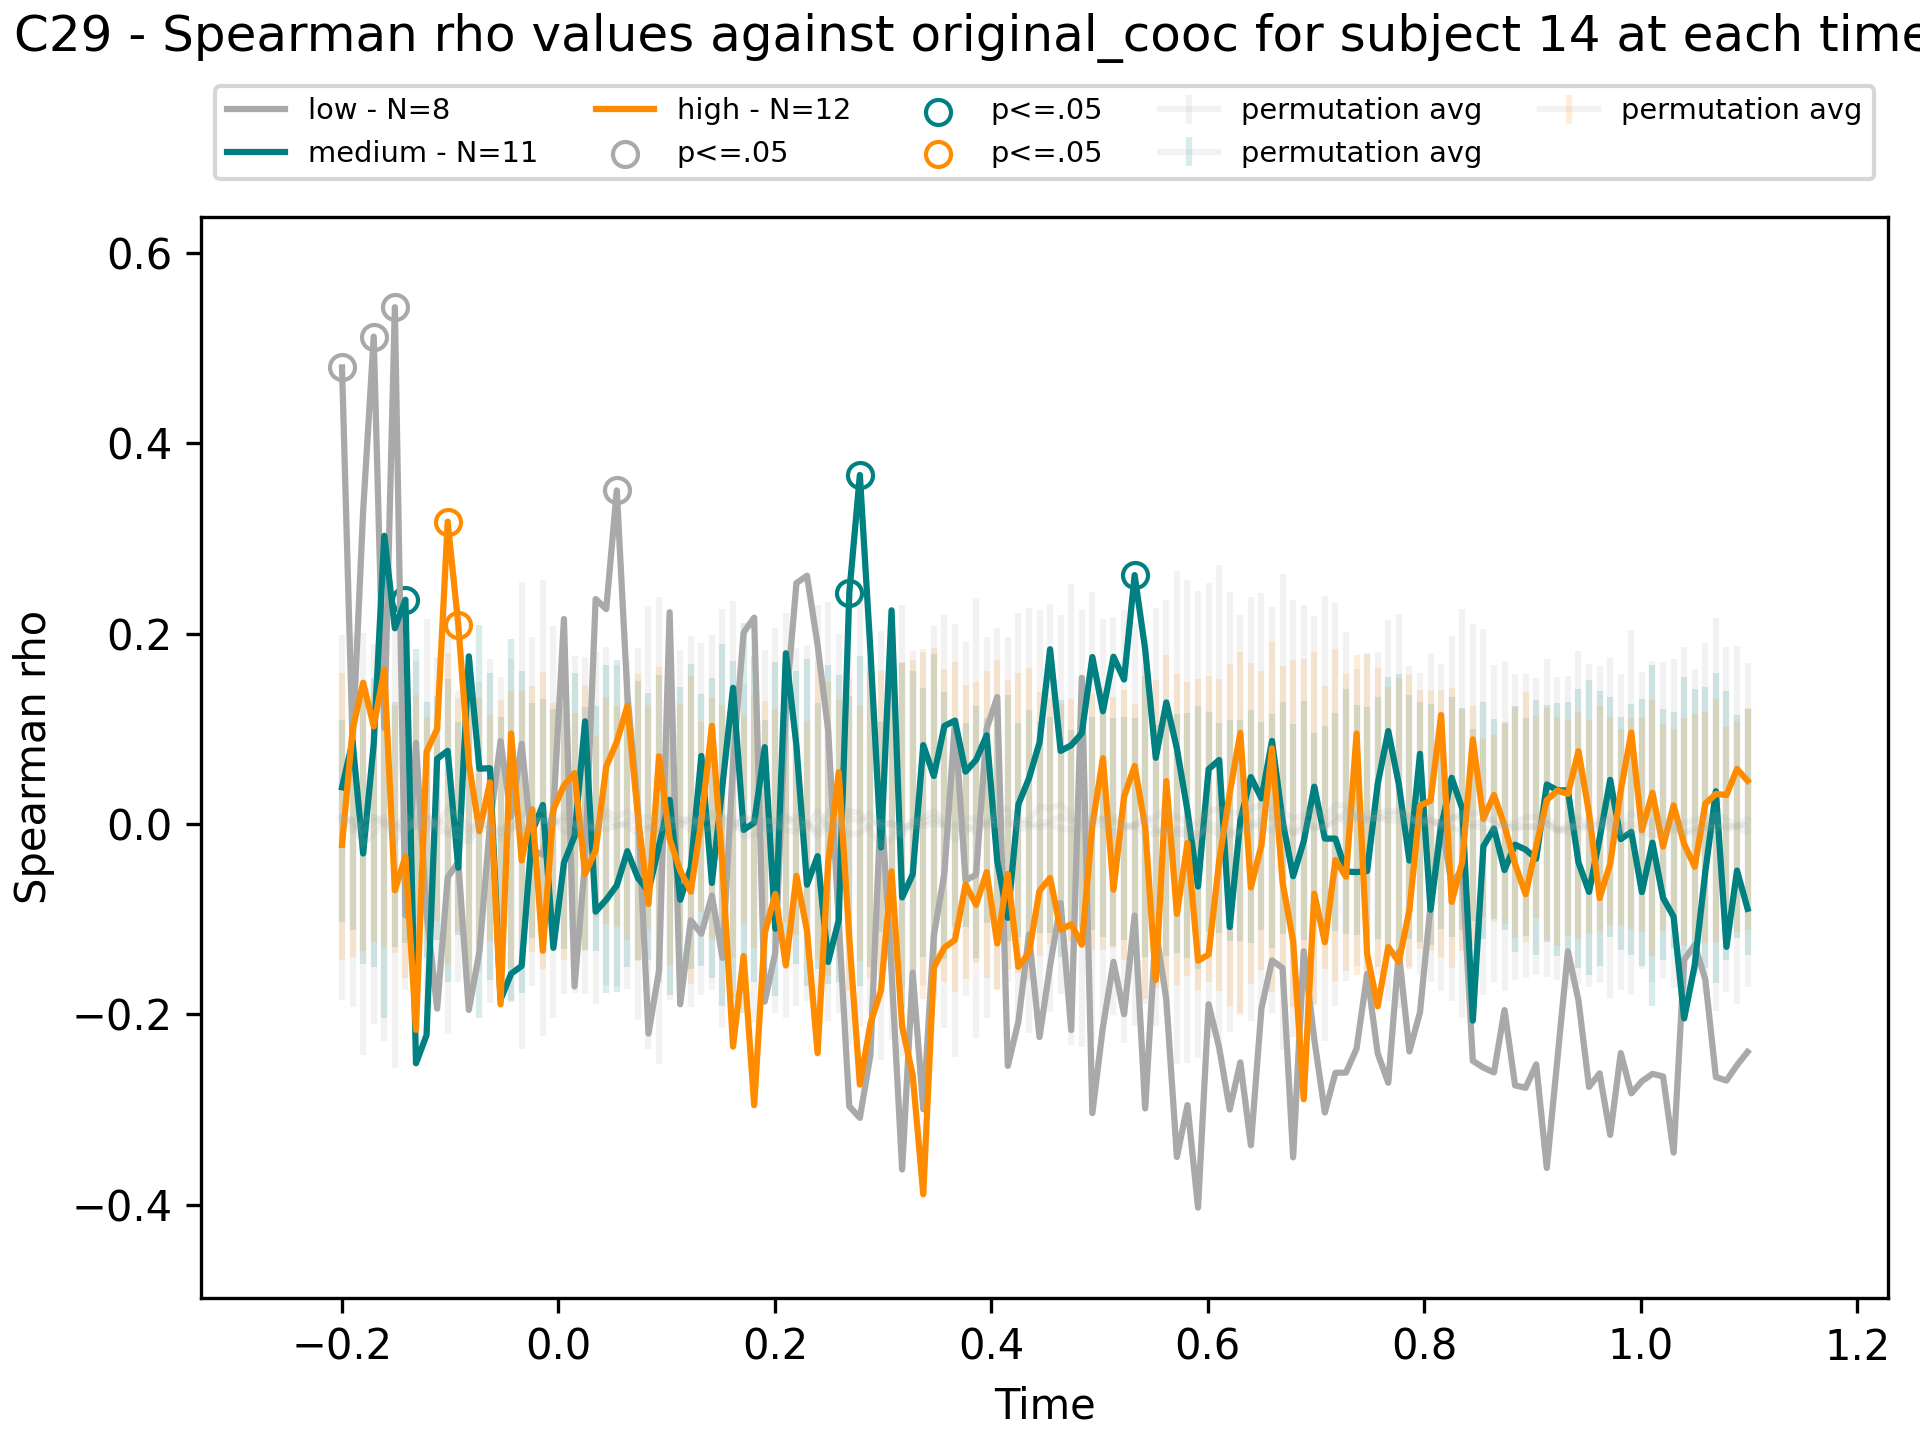 C29 - Spearman rho values against original_cooc for subject 14 at each time
low - N=8
medium - N=11
high - N=12
p<=.05
p<=.05
p<=.05
permutation avg
permutation avg
permutation avg
Spearman rho
0.6
0.4
0.2
0.0
−0.2
−0.4
−0.2 0.0 0.2 0.4 0.6 0.8 1.0 1.2
Time